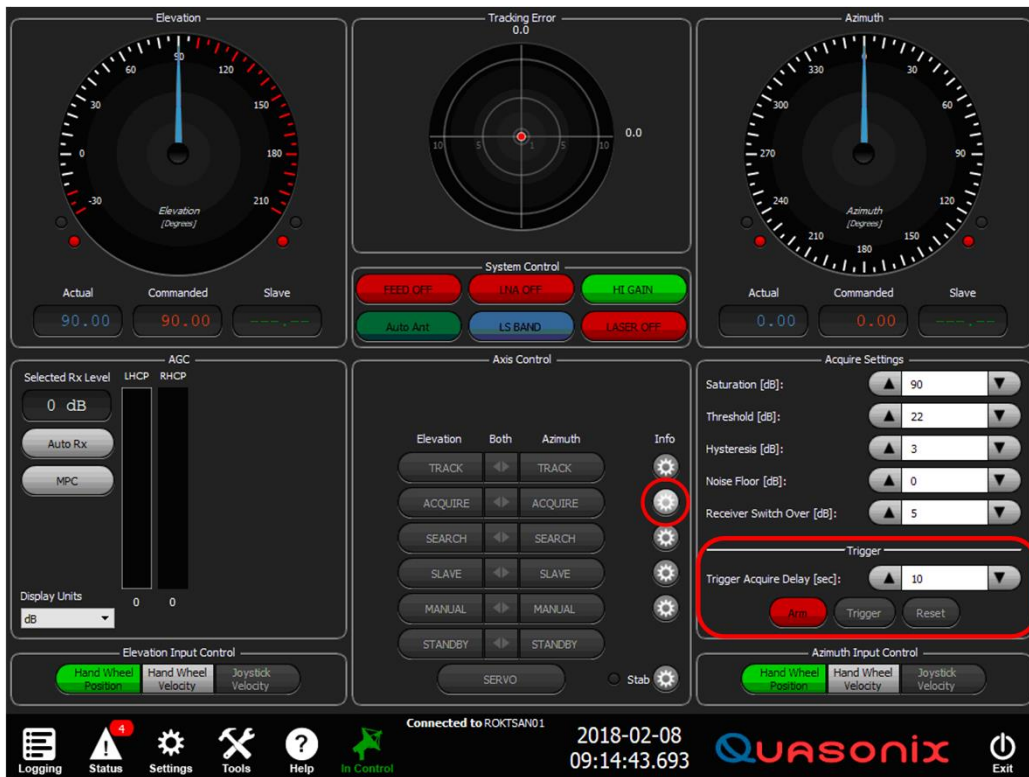 Elevation
Tracking Error
Azimuth
0.0
0.0
10 5 1 5 10
-30 0 30 60 90 120 150 180 210
Elevation
[Degrees]
0 30 60 90 120 150 180 210 240 270 300 330
Azimuth
[Degrees]
Actual Commanded Slave
90.00 90.00 ---.--
System Control
FEED OFF LNA OFF HI GAIN
Auto Ant LS BAND LASER OFF
Actual Commanded Slave
0.00 0.00 ---.--
AGC
Selected Rx Level LHCP RHCP
0 dB
Auto Rx
MPC
Display Units
dB
0 0
Axis Control
Elevation Both Azimuth Info
TRACK TRACK
ACQUIRE ACQUIRE
SEARCH SEARCH
SLAVE SLAVE
MANUAL MANUAL
STANDBY STANDBY
SERVO Stab
Acquire Settings
Saturation [dB]: 90
Threshold [dB]: 22
Hysteresis [dB]: 3
Noise Floor [dB]: 0
Receiver Switch Over [dB]: 5
Trigger
Trigger Acquire Delay [sec]: 10
Arm Trigger Reset
Elevation Input Control
Hand Wheel Position
Hand Wheel Velocity
Joystick Velocity
Azimuth Input Control
Hand Wheel Position
Hand Wheel Velocity
Joystick Velocity
Logging
4
Status
Settings
Tools
?
Help
In Control
Connected to ROKTSAN01
2018-02-08
09:14:43.693
Quasonix
Exit